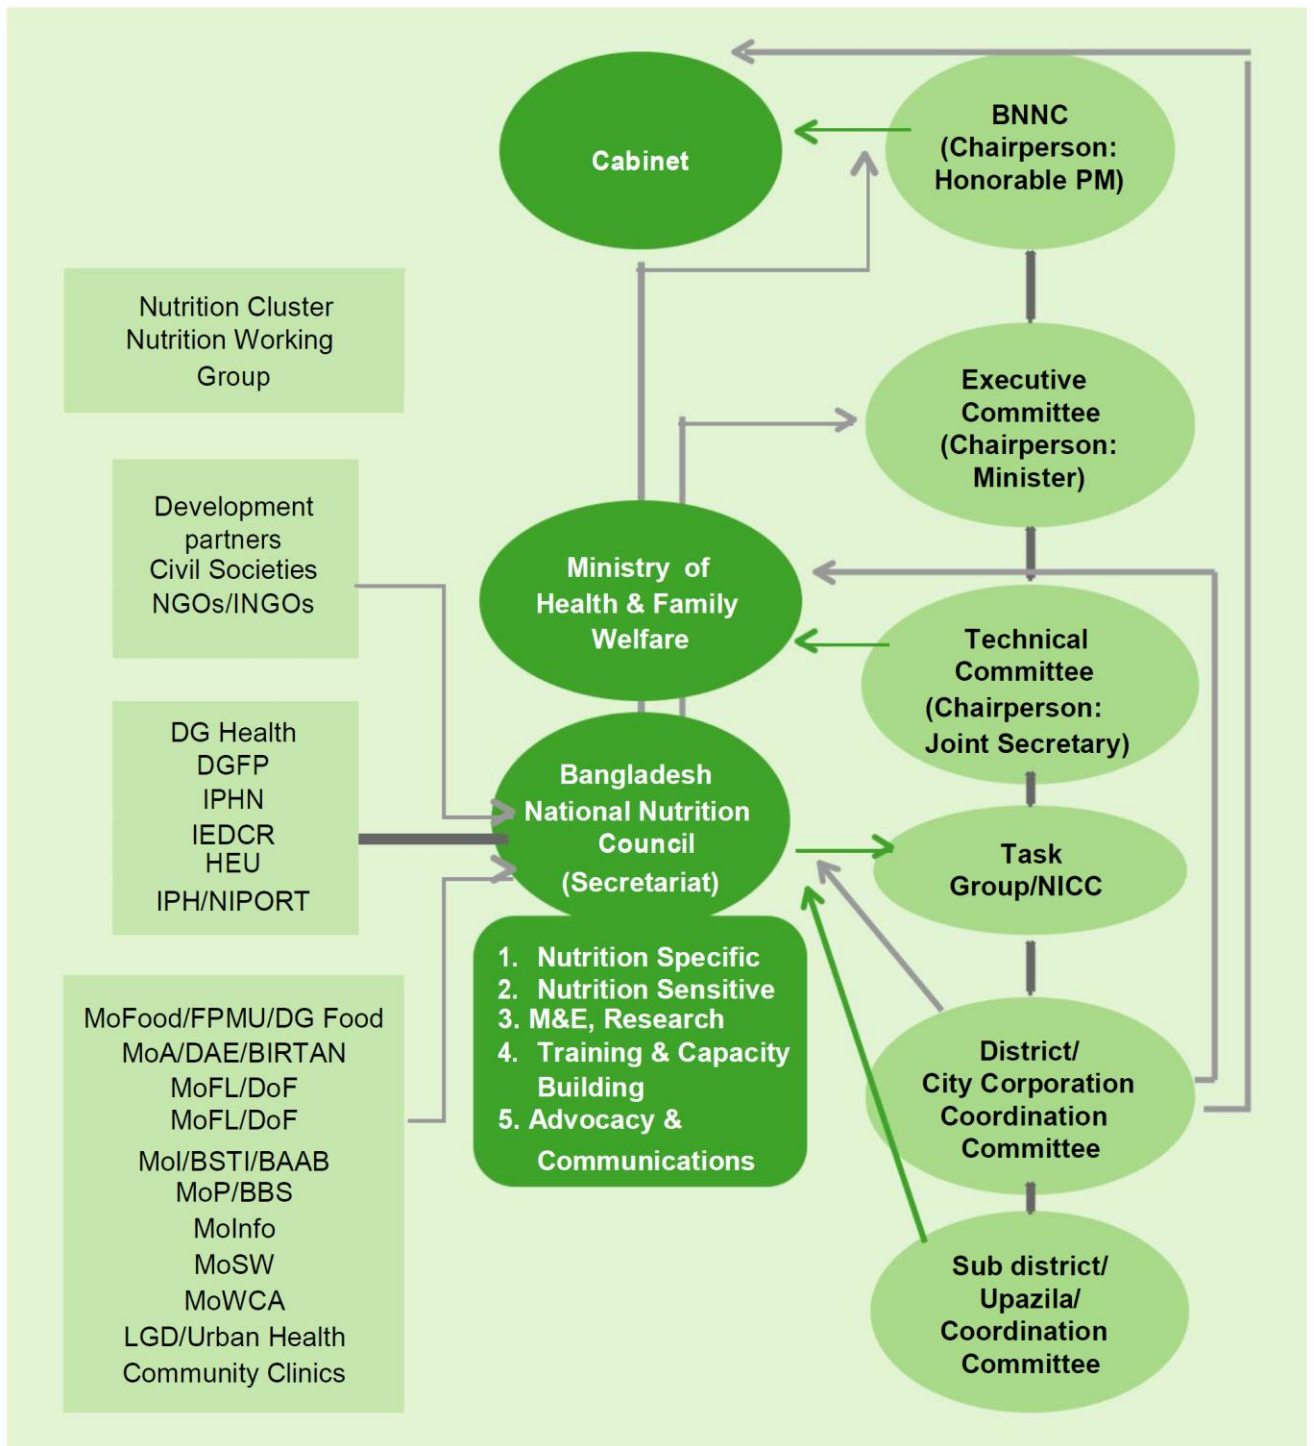 Cabinet
BNNC
(Chairperson:
Honorable PM)
Nutrition Cluster
Nutrition Working
Group
Executive
Committee
(Chairperson:
Minister)
Development
partners
Civil Societies
NGOs/INGOs
Ministry of
Health & Family
Welfare
Technical
Committee
(Chairperson:
Joint Secretary)
DG Health
DGFP
IPHN
IEDCR
HEU
IPH/NIPORT
Bangladesh
National Nutrition
Council
(Secretariat)
Task
Group/NICC
1. Nutrition Specific
2. Nutrition Sensitive
3. M&E, Research
4. Training & Capacity
Building
5. Advocacy &
Communications
MoFood/FPMU/DG Food
MoA/DAE/BIRTAN
MoFL/DoF
MoFL/DoF
MoI/BSTI/BAAB
MoP/BBS
MoInfo
MoSW
MoWCA
LGD/Urban Health
Community Clinics
District/
City Corporation
Coordination
Committee
Sub district/
Upazila/
Coordination
Committee